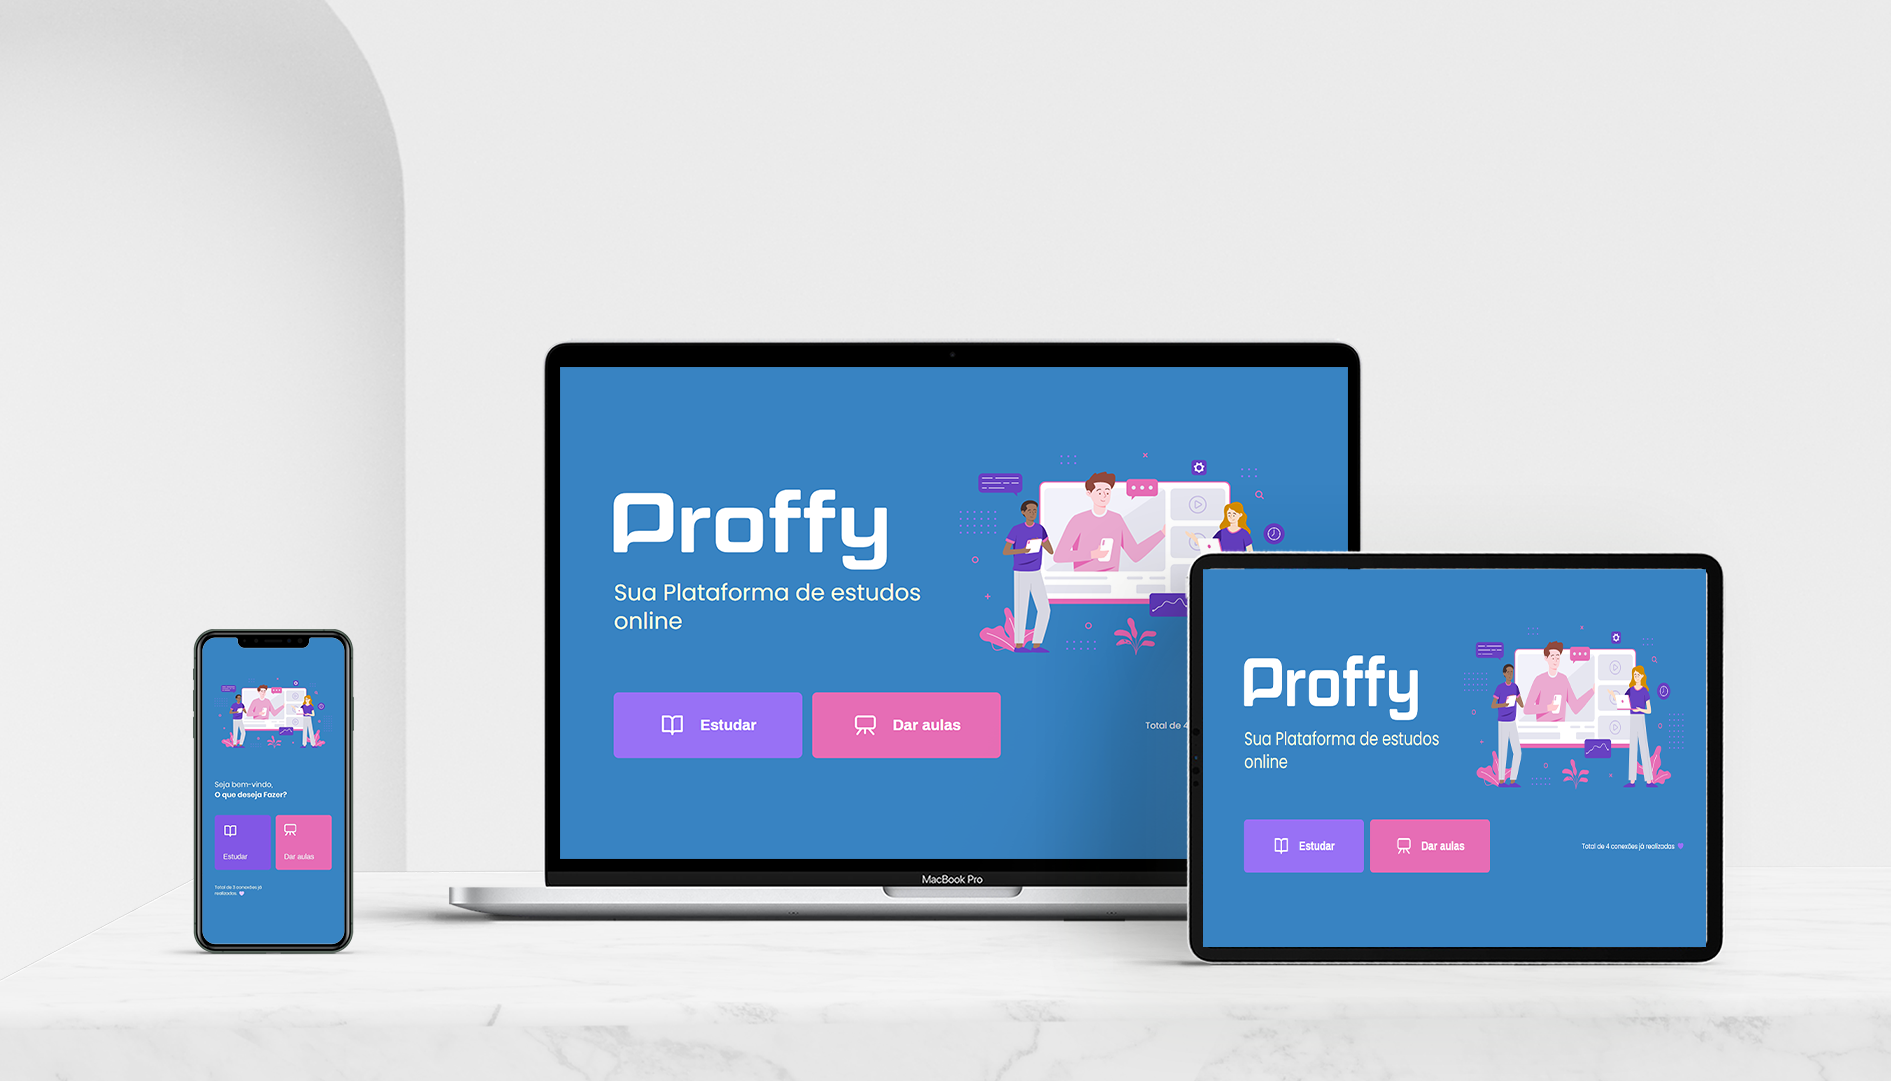 Proffy
Sua Plataforma de estudos
online
Estudar
Dar aulas
Total de 4
MacBook Pro
Proffy
Sua Plataforma de estudos
online
Estudar
Dar aulas
Total de 4 conexões já realizadas
Seja bem-vindo,
O que deseja Fazer?
Estudar
Dar aulas
Total de 3 conexões já
realizadas.